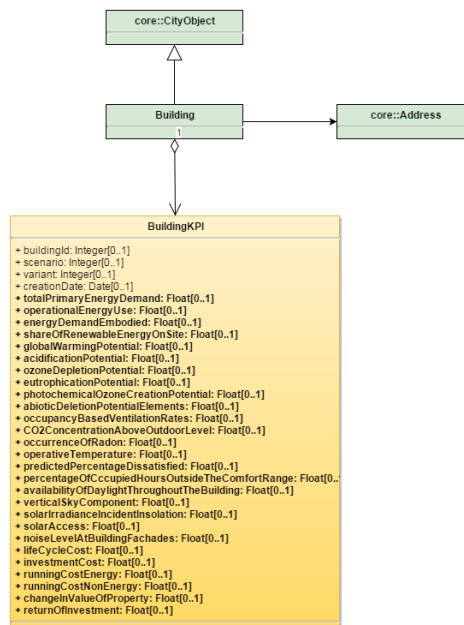 core::CityObject
Building
core::Address
1
BuildingKPI
+ buildingId: Integer[0..1]
+ scenario: Integer[0..1]
+ variant: Integer[0..1]
+ creationDate: Date[0..1]
+ totalPrimaryEnergyDemand: Float[0..1]
+ operationalEnergyUse: Float[0..1]
+ energyDemandEmbodied: Float[0..1]
+ shareOfRenewableEnergyOnSite: Float[0..1]
+ globalWarmingPotential: Float[0..1]
+ acidificationPotential: Float[0..1]
+ ozoneDepletionPotential: Float[0..1]
+ eutrophicationPotential: Float[0..1]
+ photochemicalOzoneCreationPotential: Float[0..1]
+ abioticDeletionPotentialElements: Float[0..1]
+ occupancyBasedVentilationRates: Float[0..1]
+ CO2ConcentrationAboveOutdoorLevel: Float[0..1]
+ occurrenceOfRadon: Float[0..1]
+ operativeTemperature: Float[0..1]
+ predictedPercentageDissatisfied: Float[0..1]
+ percentageOfCccupiedHoursOutsideTheComfortRange: Float[0..
+ availabilityOfDaylightThroughoutTheBuilding: Float[0..1]
+ verticalSkyComponent: Float[0..1]
+ solarIrradianceIncidentInsolation: Float[0..1]
+ solarAccess: Float[0..1]
+ noiseLevelAtBuildingFachades: Float[0..1]
+ lifeCycleCost: Float[0..1]
+ investmentCost: Float[0..1]
+ runningCostEnergy: Float[0..1]
+ runningCostNonEnergy: Float[0..1]
+ changeInValueOfProperty: Float[0..1]
+ returnOfInvestment: Float[0..1]